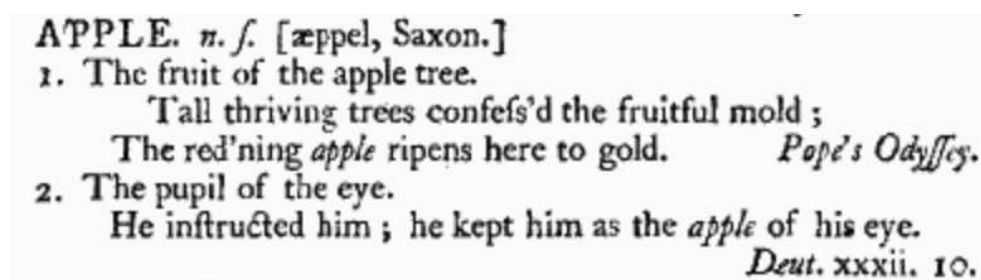 APPLE. n. ſ. [æppel, Saxon.]
1. The fruit of the apple tree.
Tall thriving trees confeſs'd the fruitful mold ;
The red'ning apple ripens here to gold. Pope's Odyſſey.
2. The pupil of the eye.
He inſtructed him ; he kept him as the apple of his eye.
Deut. xxxii. 10.